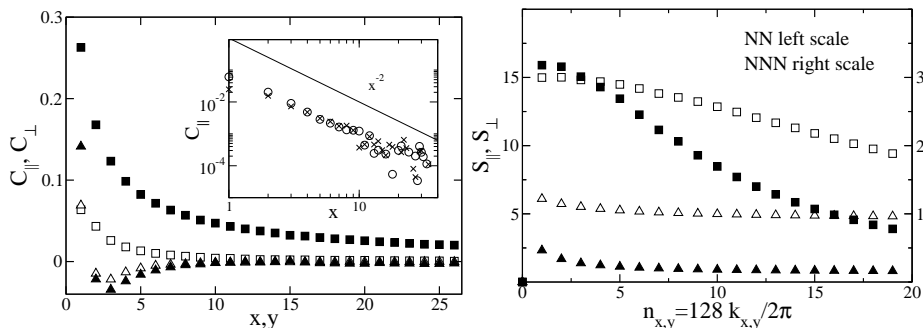 0.3
0.2
0.1
0
C∥, C⊥
0 5 10 15 20 25
x,y
C∥
10⁻²
10⁻⁴
x⁻²
1 10
x
S∥, S⊥
15
10
5
NN left scale
NNN right scale
3
2
1
0 5 10 15 20
n_{x,y}=128 k_{x,y}/2π